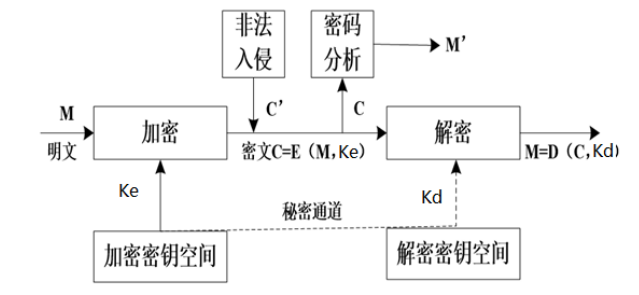 非法
入侵
密码
分析
M’
C’
C
M
明文
加密
密文C=E（M,Ke）
解密
M=D（C,Kd）
Ke
秘密通道
Kd
加密密钥空间
解密密钥空间